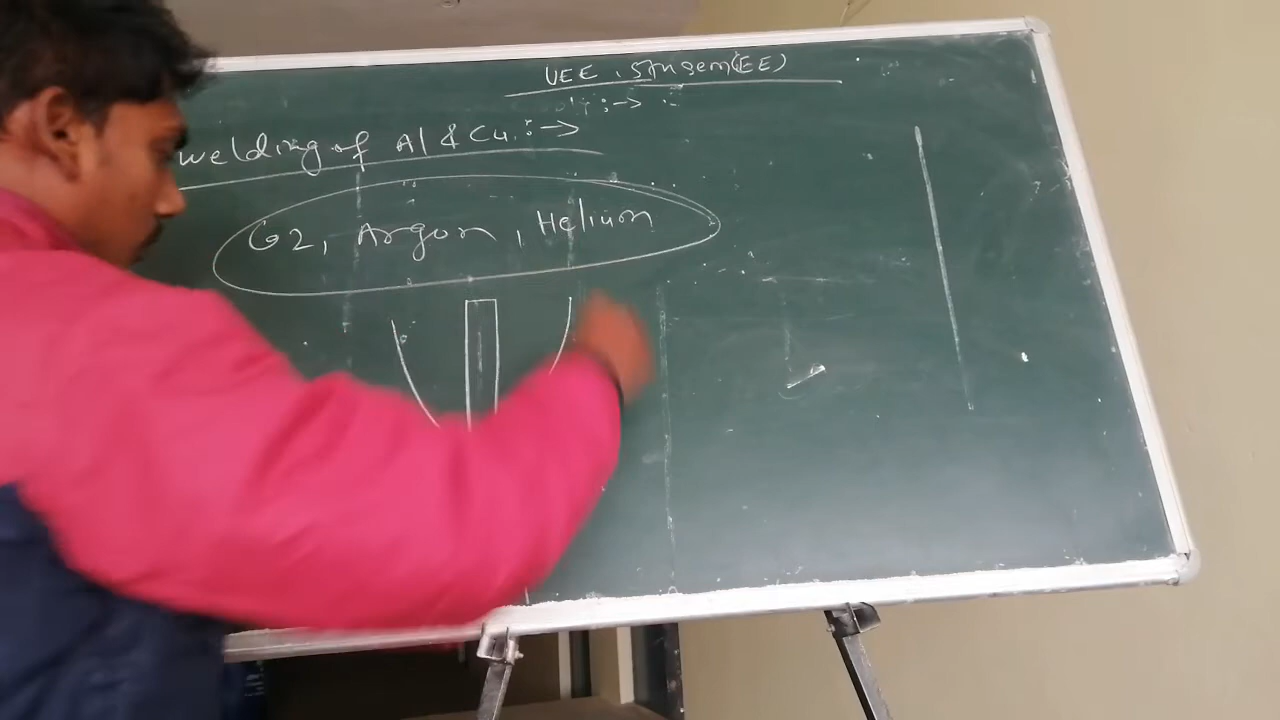 UEE, 5th sem(EE)
:→
welding of Al & Cu. :→
G2, Argon, Helium